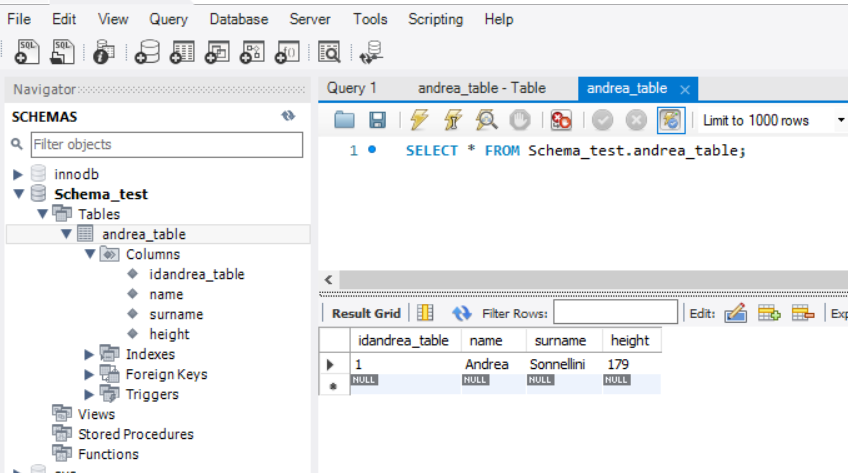 File Edit View Query Database Server Tools Scripting Help
SQL SQL
Navigator
SCHEMAS
Filter objects
innodb
Schema_test
Tables
andrea_table
Columns
idandrea_table
name
surname
height
Indexes
Foreign Keys
Triggers
Views
Stored Procedures
Functions
Query 1 andrea_table - Table andrea_table
Limit to 1000 rows
1 SELECT * FROM Schema_test.andrea_table;
Result Grid Filter Rows: Edit: Exp
idandrea_table name surname height
1 Andrea Sonnellini 179
NULL NULL NULL NULL